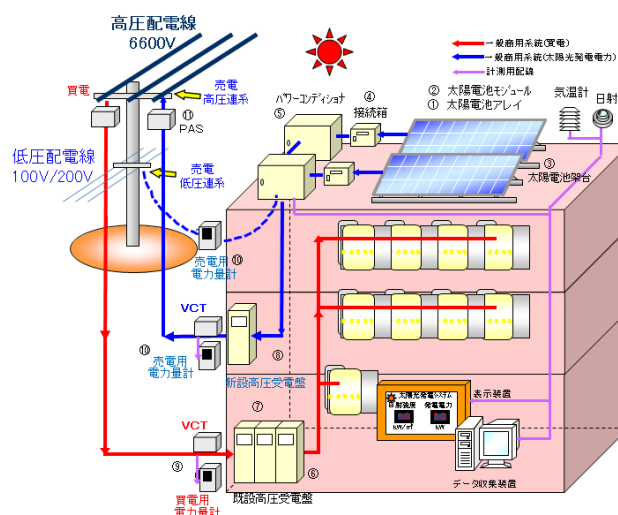 高圧配電線
6600V
一般商用系統(買電)
一般商用系統(太陽光発電電力)
計測用配線
買電
売電
高圧連系
⑪
PAS
パワーコンディショナ
⑤
④
接続箱
② 太陽電池モジュール
① 太陽電池アレイ
気温計
日射
③
太陽電池架台
低圧配電線
100V/200V
売電
低圧連系
売電用
電力量計
⑩
VCT
⑩
売電用
電力量計
⑧
新設高圧受電盤
太陽光発電システム
日射強度
発電電力
kW/㎡
kW
表示装置
データ収集装置
⑦
VCT
⑨
買電用
電力量計
⑥
既設高圧受電盤